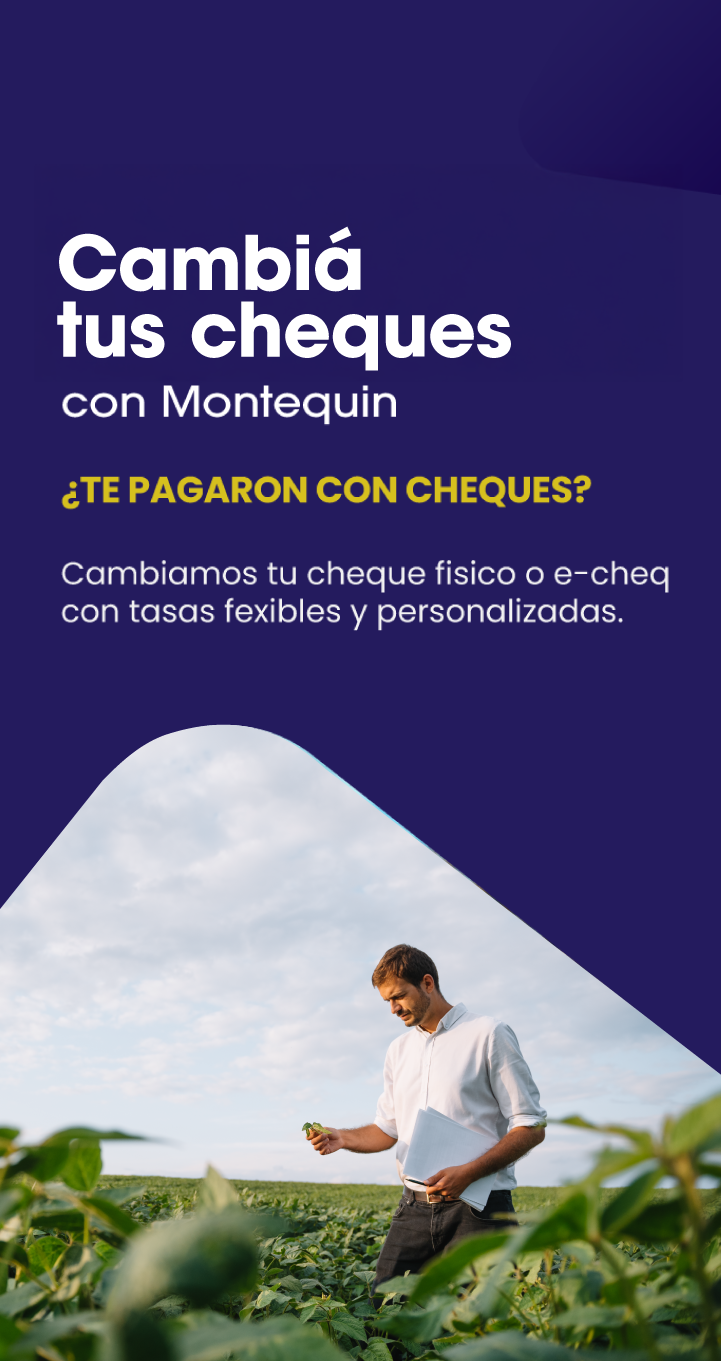 Cambiá
tus cheques
con Montequin
¿TE PAGARON CON CHEQUES?
Cambiamos tu cheque fisico o e-cheq
con tasas fexibles y personalizadas.